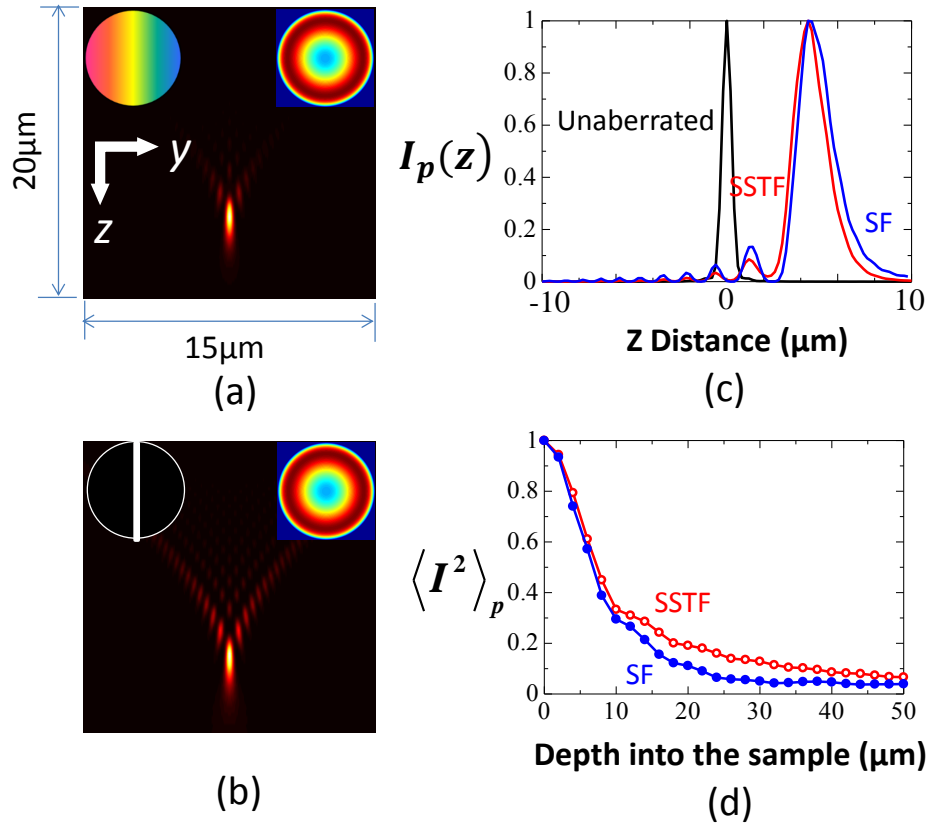 20μm
y
z
15μm
(a)
I_p(z)
1
0.8
0.6
0.4
0.2
0
Unaberrated
SSTF
SF
-10
0
10
Z Distance (μm)
(c)
(b)
⟨I²⟩_p
1
0.8
0.6
0.4
0.2
0
SSTF
SF
0
10
20
30
40
50
Depth into the sample (μm)
(d)